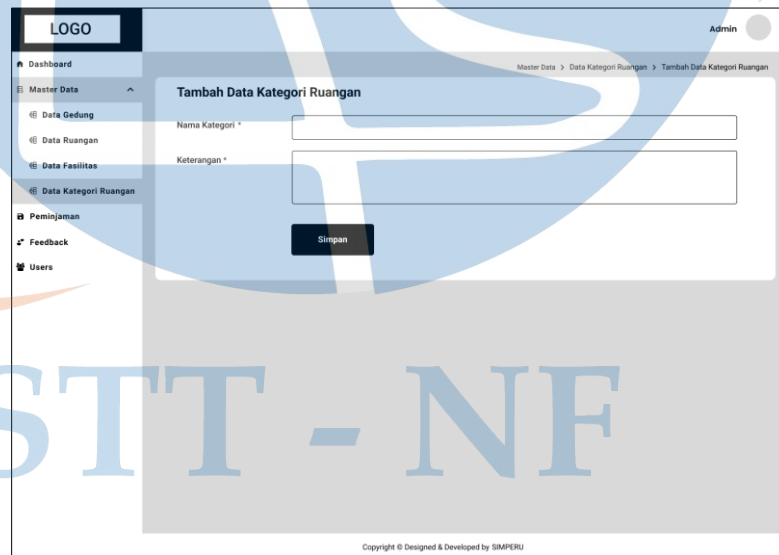 LOGO
Admin
Dashboard
Master Data > Data Kategori Ruangan > Tambah Data Kategori Ruangan
Master Data
Tambah Data Kategori Ruangan
Data Gedung
Nama Kategori *
Data Ruangan
Data Fasilitas
Keterangan *
Data Kategori Ruangan
Peminjaman
Feedback
Simpan
Users
STT - NF
Copyright © Designed & Developed by SIMPERU